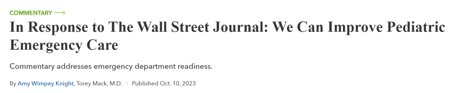 COMMENTARY
In Response to The Wall Street Journal: We Can Improve Pediatric
Emergency Care
Commentary addresses emergency department readiness.
By Amy Wimpey Knight, Torey Mack, M.D. | Published Oct. 10, 2023